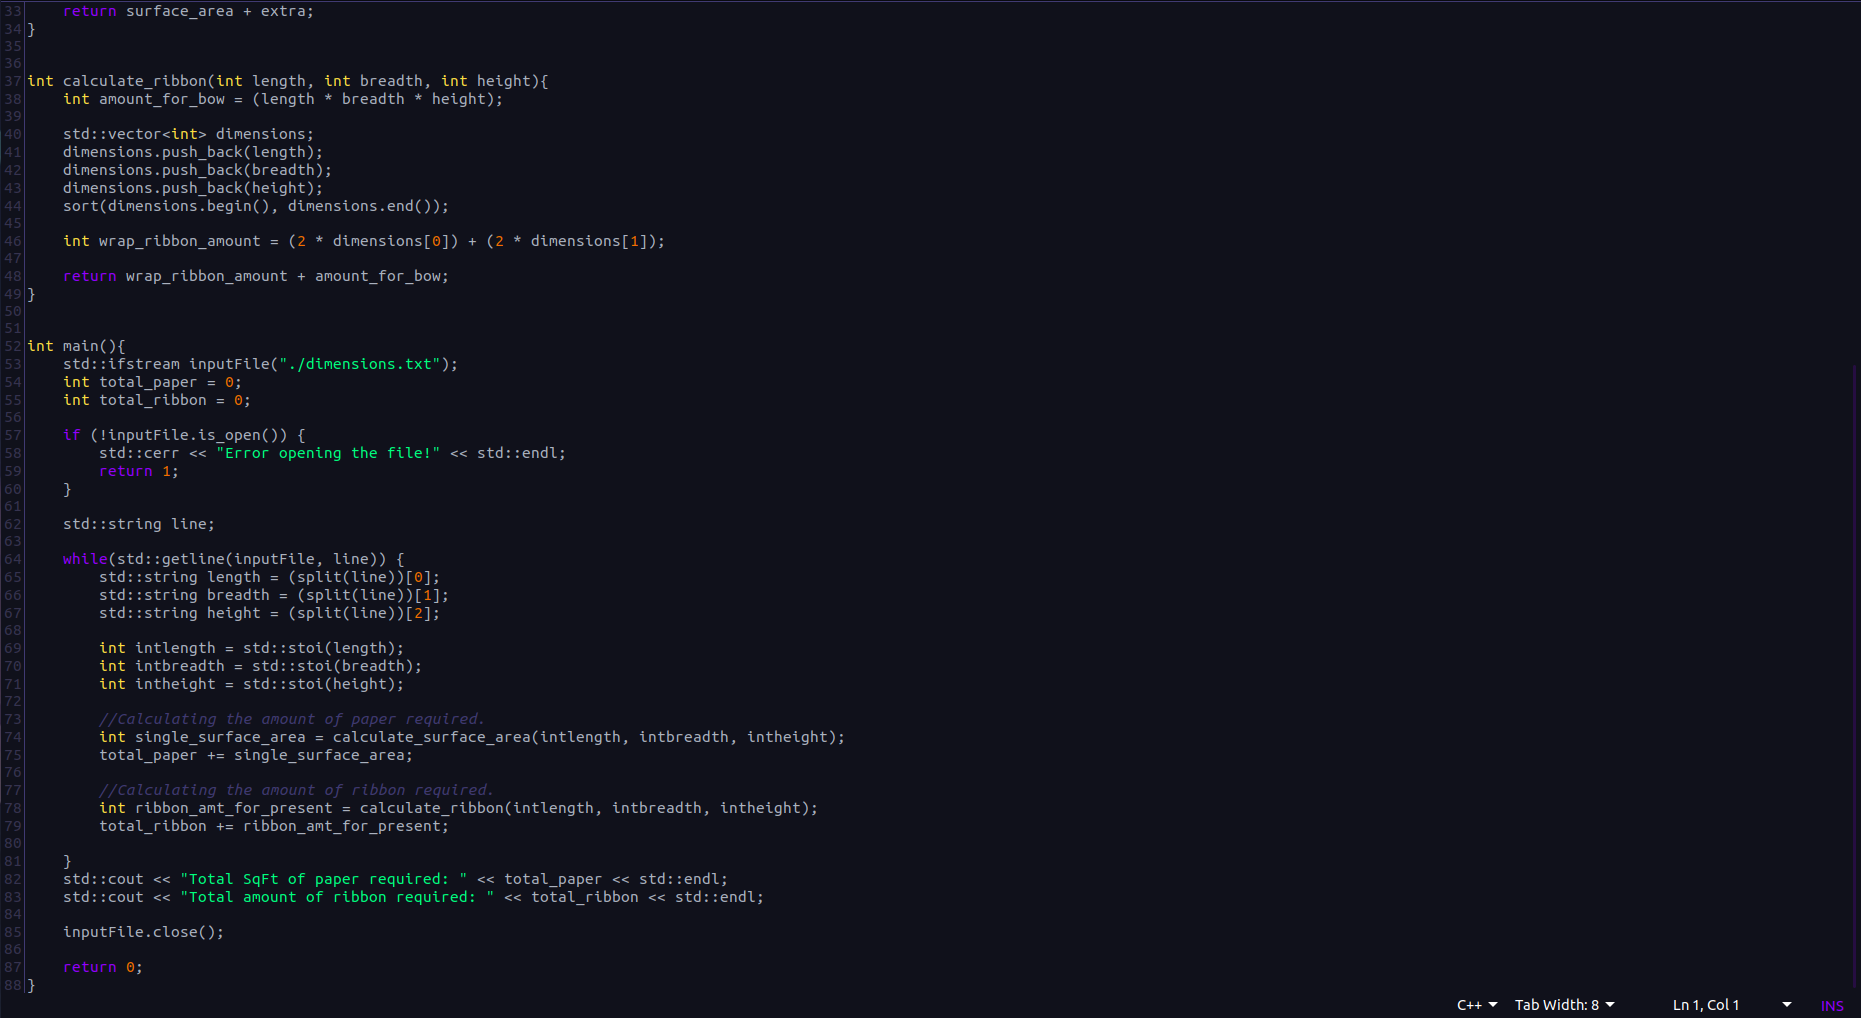 33     return surface_area + extra;
34 }
35
36
37 int calculate_ribbon(int length, int breadth, int height){
38     int amount_for_bow = (length * breadth * height);
39
40     std::vector<int> dimensions;
41     dimensions.push_back(length);
42     dimensions.push_back(breadth);
43     dimensions.push_back(height);
44     sort(dimensions.begin(), dimensions.end());
45
46     int wrap_ribbon_amount = (2 * dimensions[0]) + (2 * dimensions[1]);
47
48     return wrap_ribbon_amount + amount_for_bow;
49 }
50
51
52 int main(){
53     std::ifstream inputFile("./dimensions.txt");
54     int total_paper = 0;
55     int total_ribbon = 0;
56
57     if (!inputFile.is_open()) {
58         std::cerr << "Error opening the file!" << std::endl;
59         return 1;
60     }
61
62     std::string line;
63
64     while(std::getline(inputFile, line)) {
65         std::string length = (split(line))[0];
66         std::string breadth = (split(line))[1];
67         std::string height = (split(line))[2];
68
69         int intlength = std::stoi(length);
70         int intbreadth = std::stoi(breadth);
71         int intheight = std::stoi(height);
72
73         //Calculating the amount of paper required.
74         int single_surface_area = calculate_surface_area(intlength, intbreadth, intheight);
75         total_paper += single_surface_area;
76
77         //Calculating the amount of ribbon required.
78         int ribbon_amt_for_present = calculate_ribbon(intlength, intbreadth, intheight);
79         total_ribbon += ribbon_amt_for_present;
80
81     }
82     std::cout << "Total SqFt of paper required: " << total_paper << std::endl;
83     std::cout << "Total amount of ribbon required: " << total_ribbon << std::endl;
84
85     inputFile.close();
86
87     return 0;
88 }
C++ Tab Width: 8 Ln 1, Col 1 INS